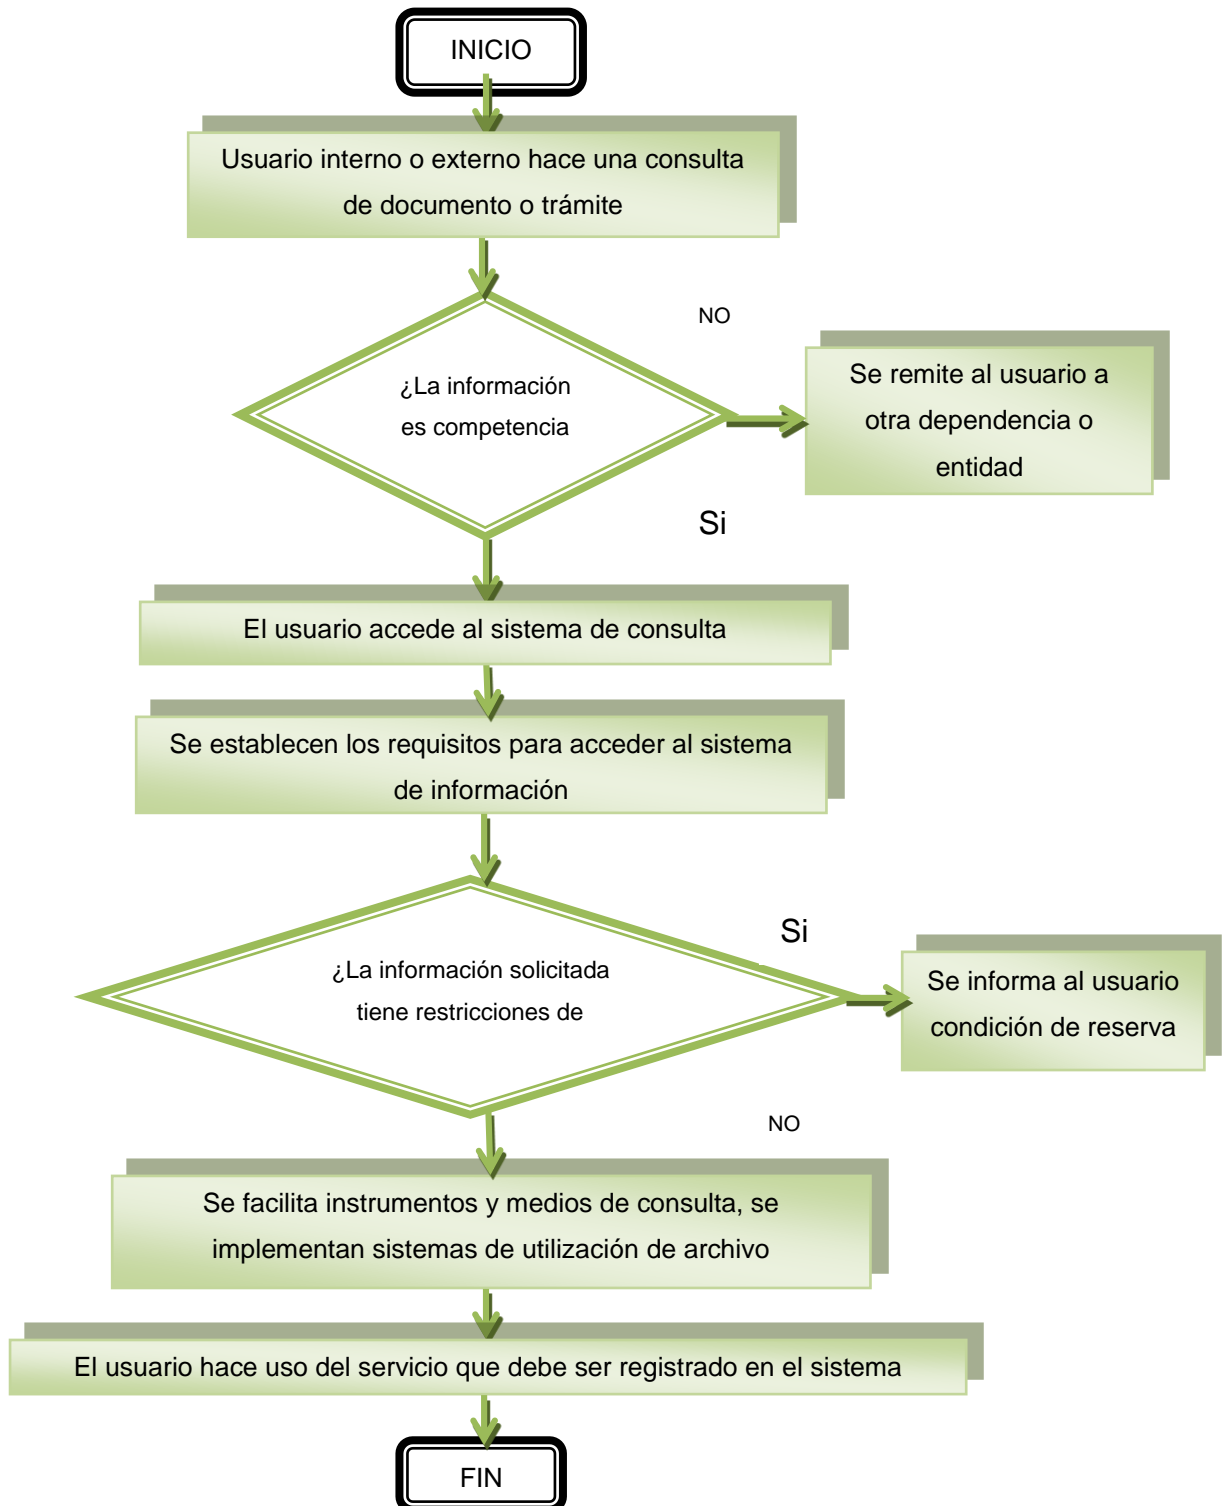 INICIO
Usuario interno o externo hace una consulta
de documento o trámite
NO
¿La información
es competencia
Se remite al usuario a
otra dependencia o
entidad
Si
El usuario accede al sistema de consulta
Se establecen los requisitos para acceder al sistema
de información
Si
¿La información solicitada
tiene restricciones de
Se informa al usuario
condición de reserva
NO
Se facilita instrumentos y medios de consulta, se
implementan sistemas de utilización de archivo
El usuario hace uso del servicio que debe ser registrado en el sistema
FIN